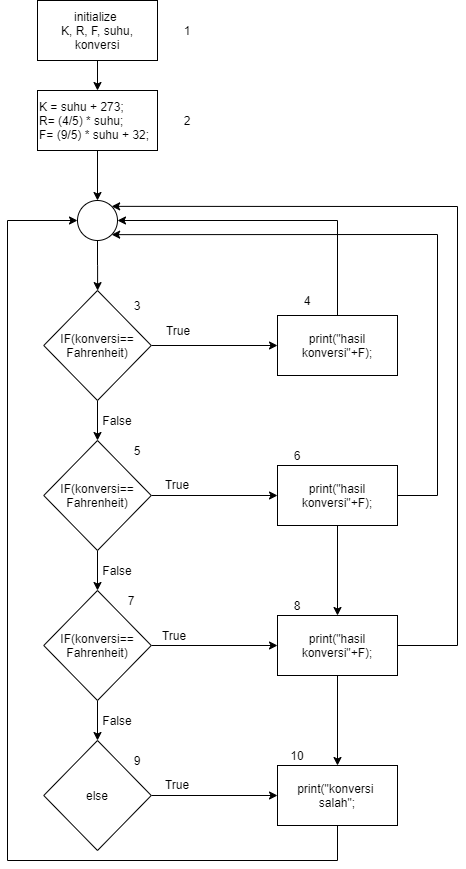 initialize
K, R, F, suhu,
konversi
1
K = suhu + 273;
R= (4/5) * suhu;
F= (9/5) * suhu + 32;
2
3
IF(konversi==
Fahrenheit)
True
4
print("hasil
konversi"+F);
False
5
IF(konversi==
Fahrenheit)
True
6
print("hasil
konversi"+F);
False
7
IF(konversi==
Fahrenheit)
True
8
print("hasil
konversi"+F);
False
9
else
True
10
print("konversi
salah";